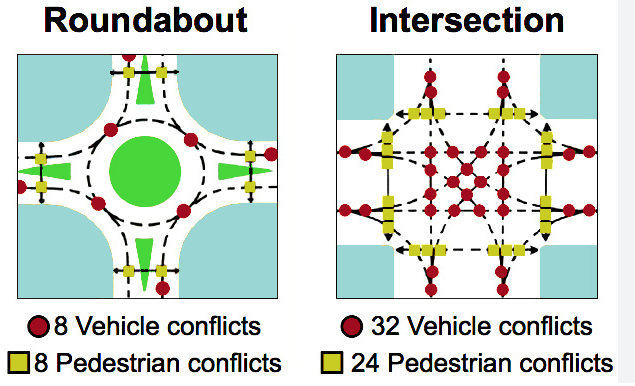 Roundabout
Intersection
8 Vehicle conflicts
8 Pedestrian conflicts
32 Vehicle conflicts
24 Pedestrian conflicts